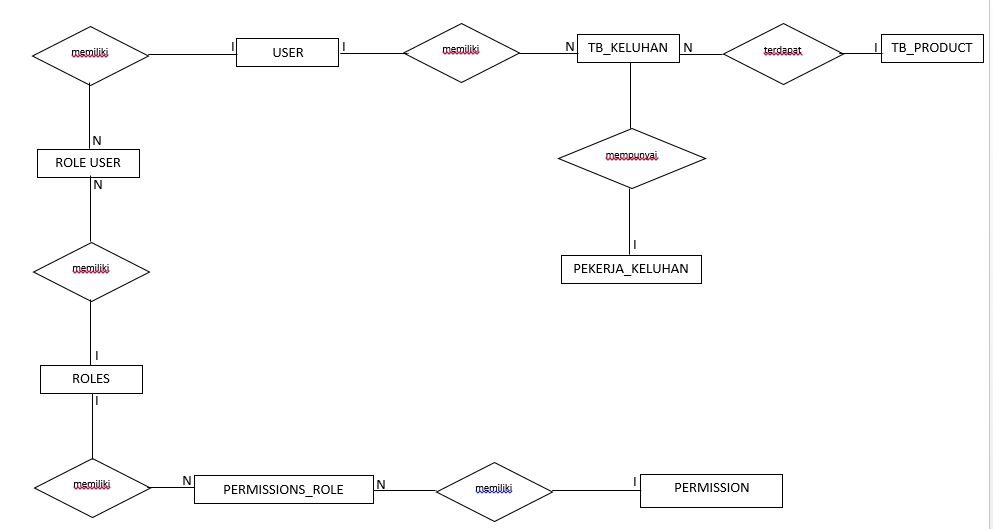 memiliki
I
USER
I
memiliki
N
TB_KELUHAN
N
terdapat
I
TB_PRODUCT
N
ROLE USER
N
mempunyai
I
PEKERJA_KELUHAN
memiliki
I
ROLES
I
memiliki
N
PERMISSIONS_ROLE
N
memiliki
I
PERMISSION